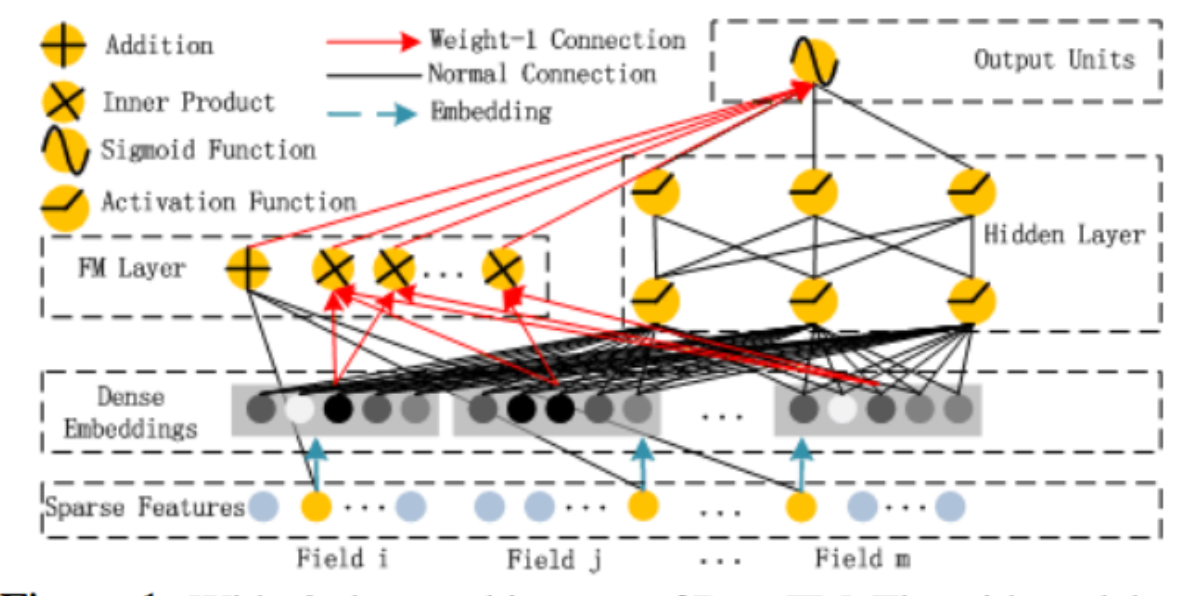 Addition
Inner Product
Sigmoid Function
Activation Function
Weight-1 Connection
Normal Connection
Embedding
Output Units
Hidden Layer
FM Layer
...
Dense
Embeddings
...
Sparse Features
... ... ... ...
Field i Field j ... Field m